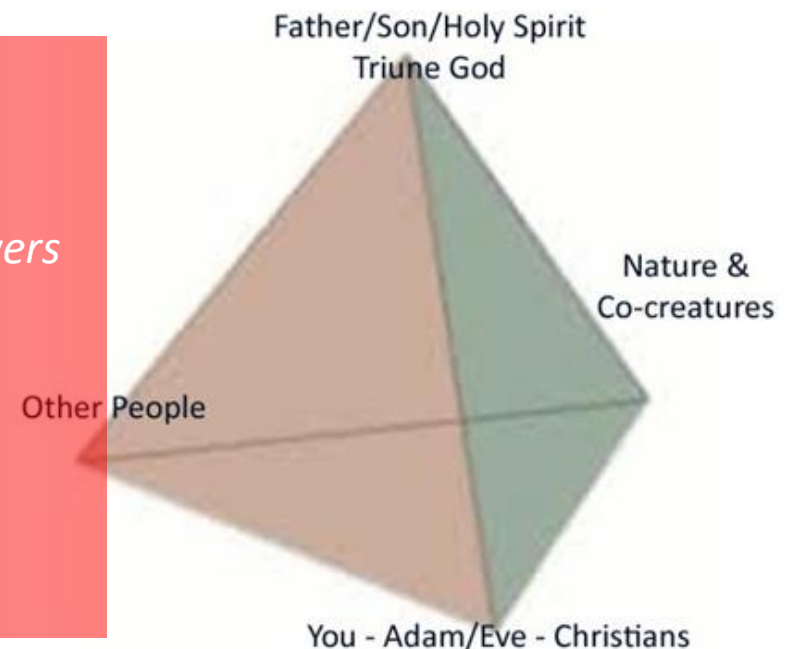 Father/Son/Holy Spirit
Triune God
Nature &
Co-creatures
Other People
You - Adam/Eve - Christians